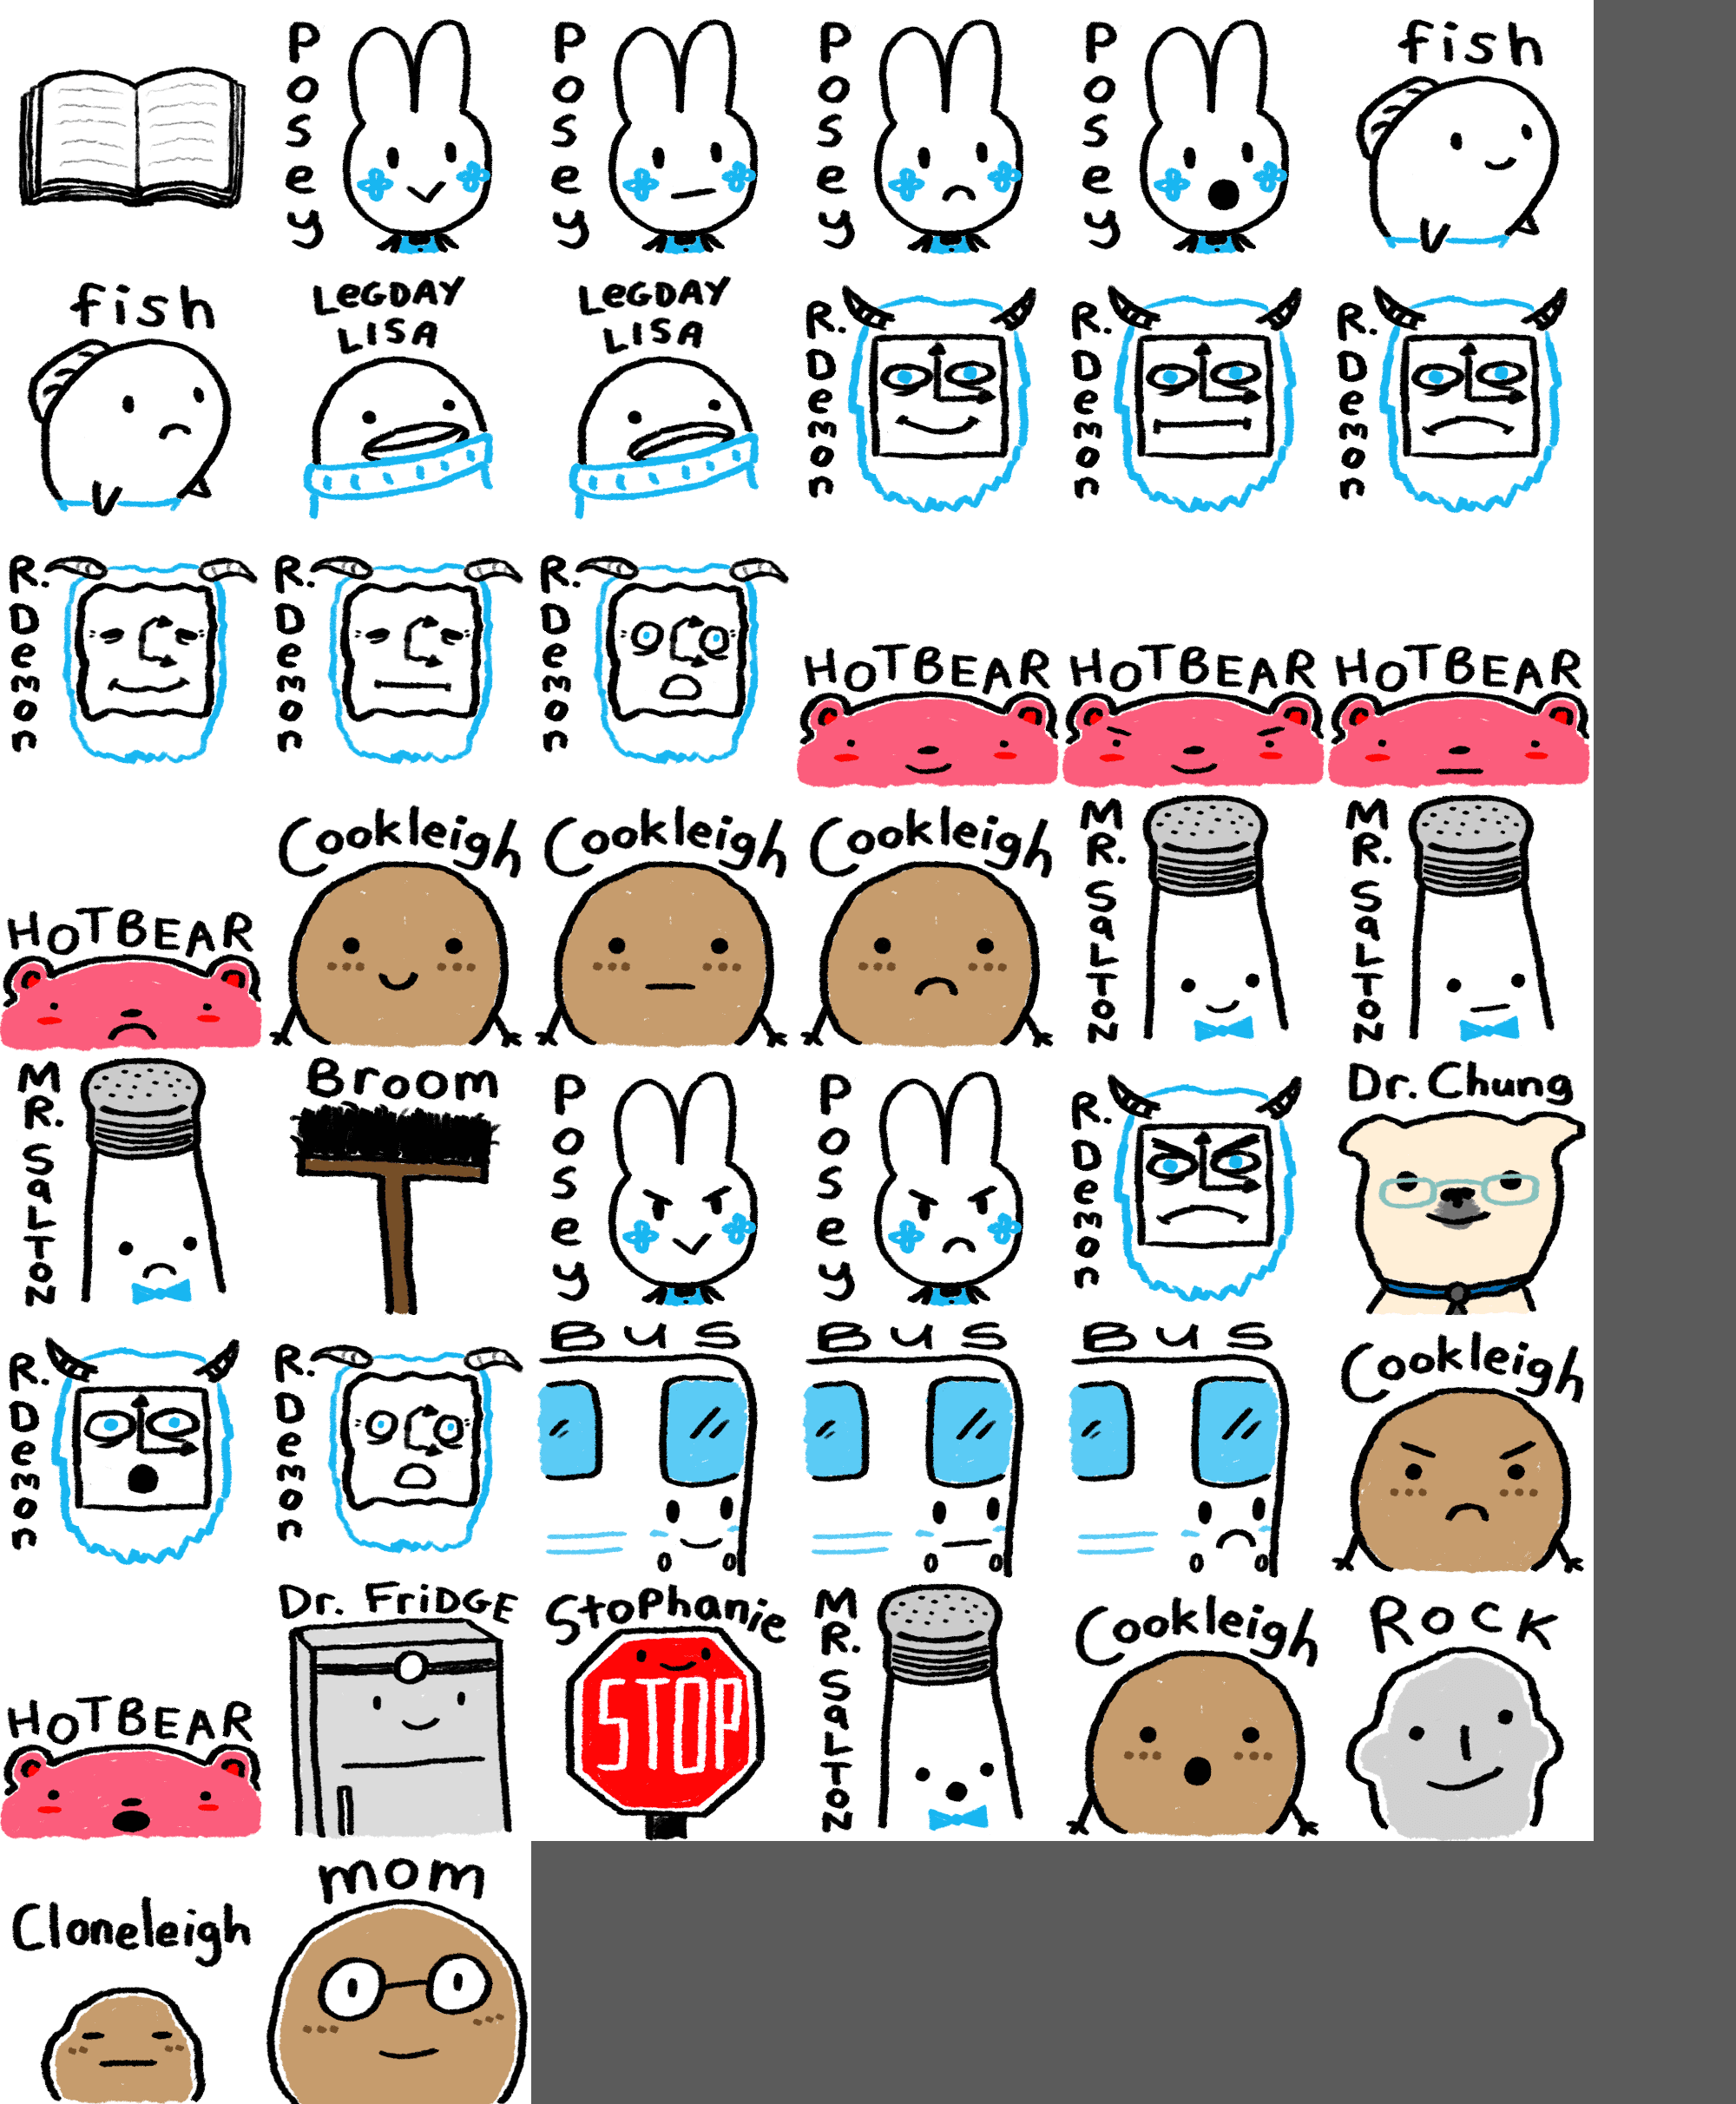 Posey
Posey
Posey
Posey
fish
fish
LeGDAY
LISA
LeGDAY
LISA
R. Demon
R. Demon
R. Demon
R. Demon
R. Demon
R. Demon
HOTBEAR
HOTBEAR
HOTBEAR
HOTBEAR
Cookleigh
Cookleigh
Cookleigh
MR. SaLTON
MR. SaLTON
MR. SaLTON
Broom
Posey
Posey
R. Demon
Dr. Chung
R. Demon
R. Demon
BUS
BUS
BUS
Cookleigh
HOTBEAR
Dr. FriDGE
Stophanie
STOP
MR. SaLTON
Cookleigh
ROCK
Cloneleigh
mom